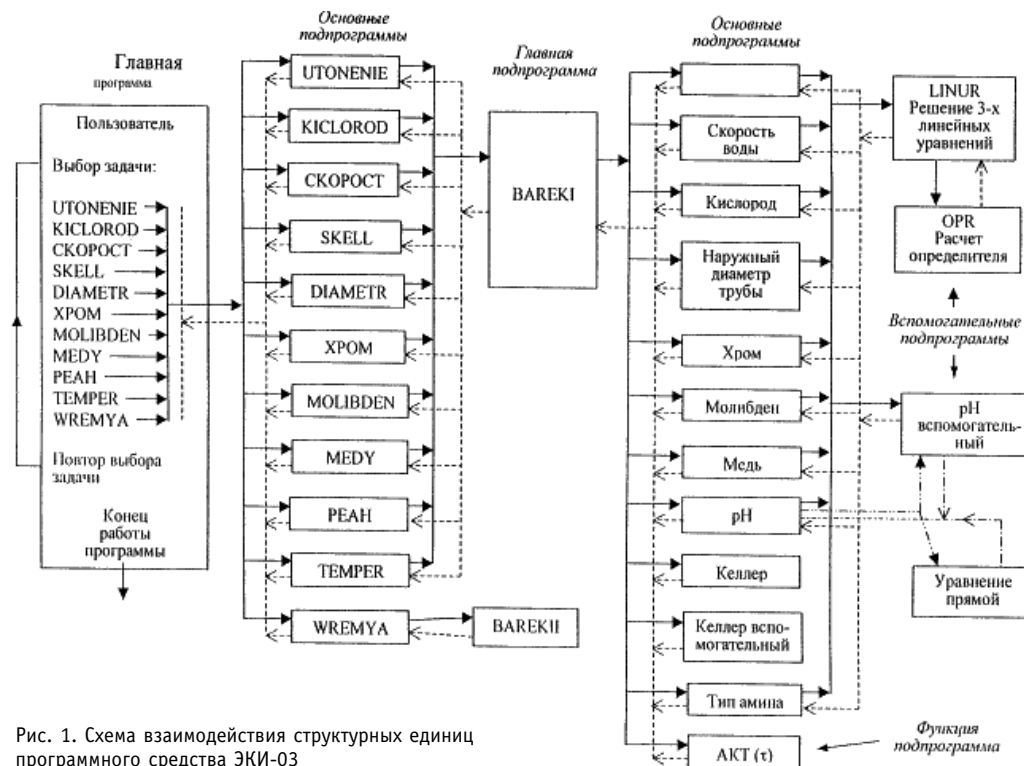 Главная
программа
Пользователь
Выбор задачи:
UTONENIE
KICLOROD
СКОРОСТ
SKELL
DIAMETR
ХРОМ
MOLIBDEN
MEDY
PEAH
TEMPER
WREMYA
Повтор выбора
задачи
Конец
работы
программы
Основные
подпрограммы
UTONENIE
KICLOROD
СКОРОСТ
SKELL
DIAMETR
ХРОМ
MOLIBDEN
MEDY
PEAH
TEMPER
WREMYA
BAREKII
Главная
подпрограмма
BAREKI
Основные
подпрограммы
Скорость
воды
Кислород
Наружный
диаметр
трубы
Хром
Молибден
Медь
pH
Келлер
Келлер вспо-
могательный
Тип амина
АКТ (τ)
LINUR
Решение 3-х
линейных
уравнений
OPR
Расчет
определителя
Вспомогательные
подпрограммы
pH
вспомогатель-
ный
Уравнение
прямой
Функция
подпрограмма
Рис. 1. Схема взаимодействия структурных единиц
программного средства ЭКИ-03